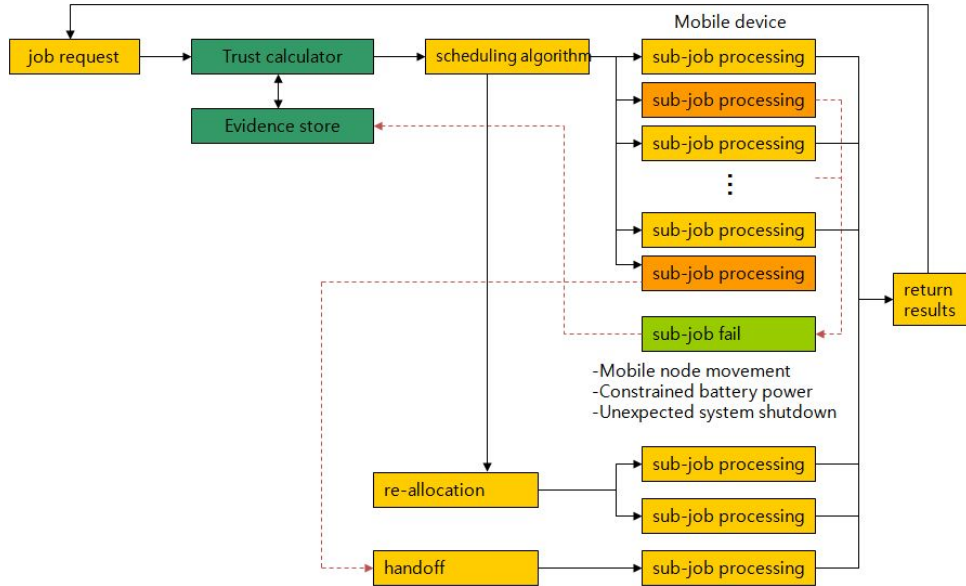 Mobile device
job request
Trust calculator
scheduling algorithm
sub-job processing
sub-job processing
Evidence store
sub-job processing
...
sub-job processing
sub-job processing
return
results
sub-job fail
-Mobile node movement
-Constrained battery power
-Unexpected system shutdown
sub-job processing
re-allocation
sub-job processing
handoff
sub-job processing